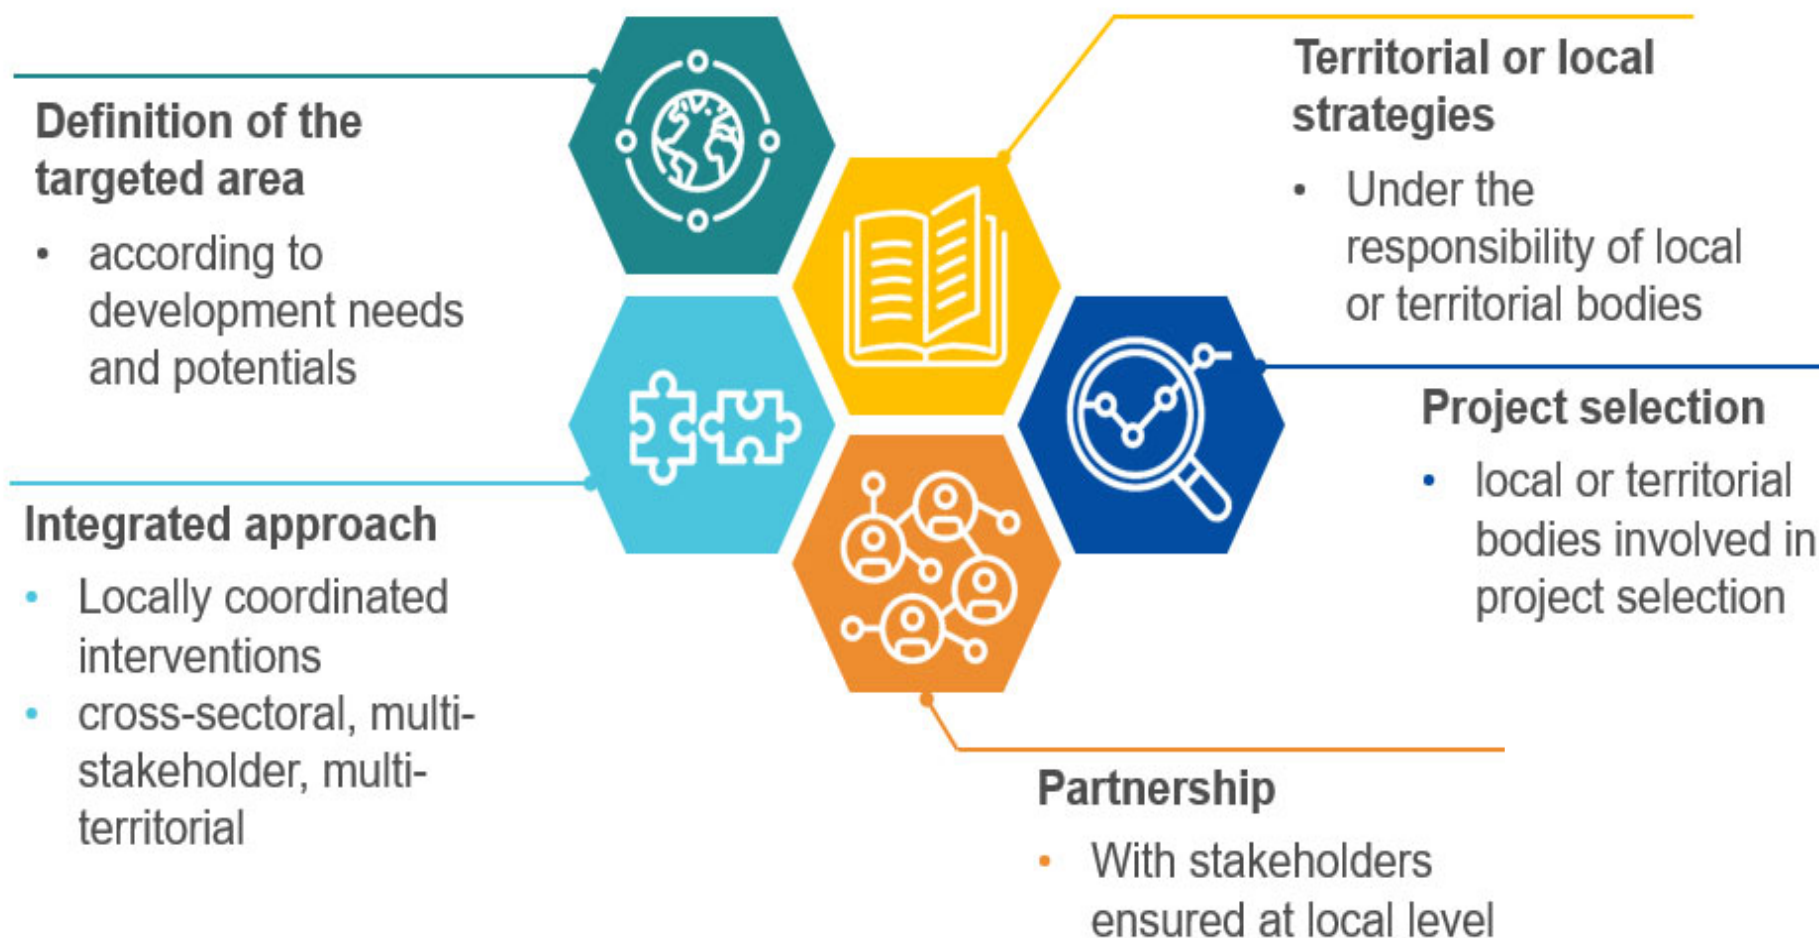 Definition of the
targeted area
• according to
development needs
and potentials
Territorial or local
strategies
• Under the
responsibility of local
or territorial bodies
Integrated approach
• Locally coordinated
interventions
• cross-sectoral, multi-
stakeholder, multi-
territorial
Project selection
• local or territorial
bodies involved in
project selection
Partnership
• With stakeholders
ensured at local level